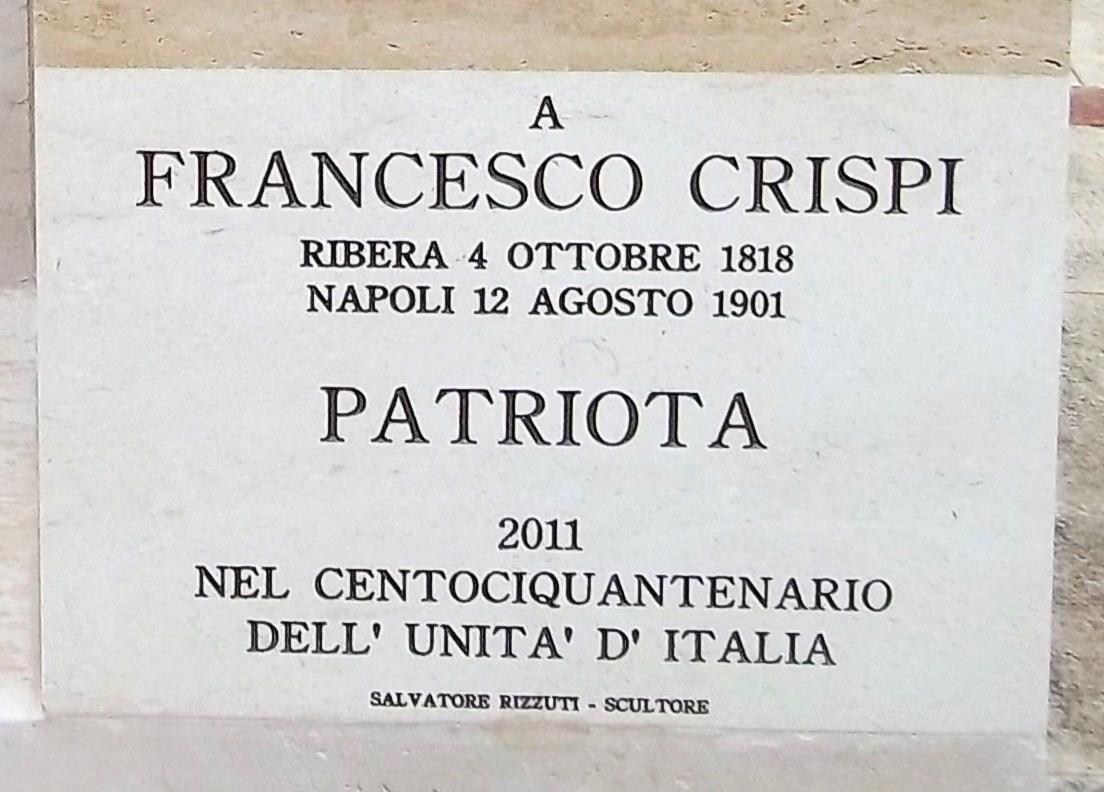 A
FRANCESCO CRISPI
RIBERA 4 OTTOBRE 1818
NAPOLI 12 AGOSTO 1901
PATRIOTA
2011
NEL CENTOCIQUANTENARIO
DELL' UNITA' D' ITALIA
SALVATORE RIZZUTI - SCULTORE